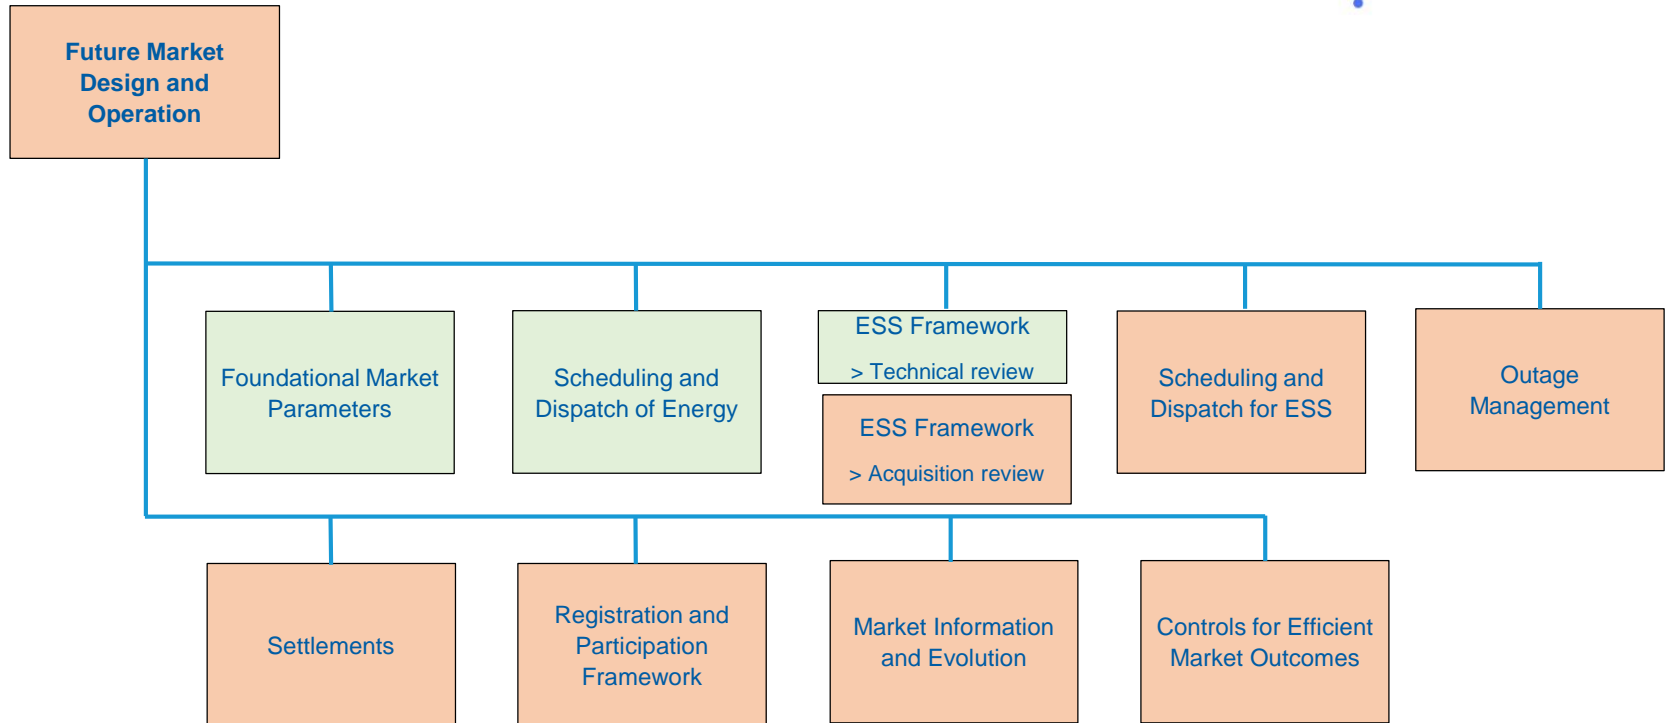 Future Market
Design and
Operation
Foundational Market
Parameters
Scheduling and
Dispatch of Energy
ESS Framework
> Technical review
ESS Framework
> Acquisition review
Scheduling and
Dispatch for ESS
Outage
Management
Settlements
Registration and
Participation
Framework
Market Information
and Evolution
Controls for Efficient
Market Outcomes